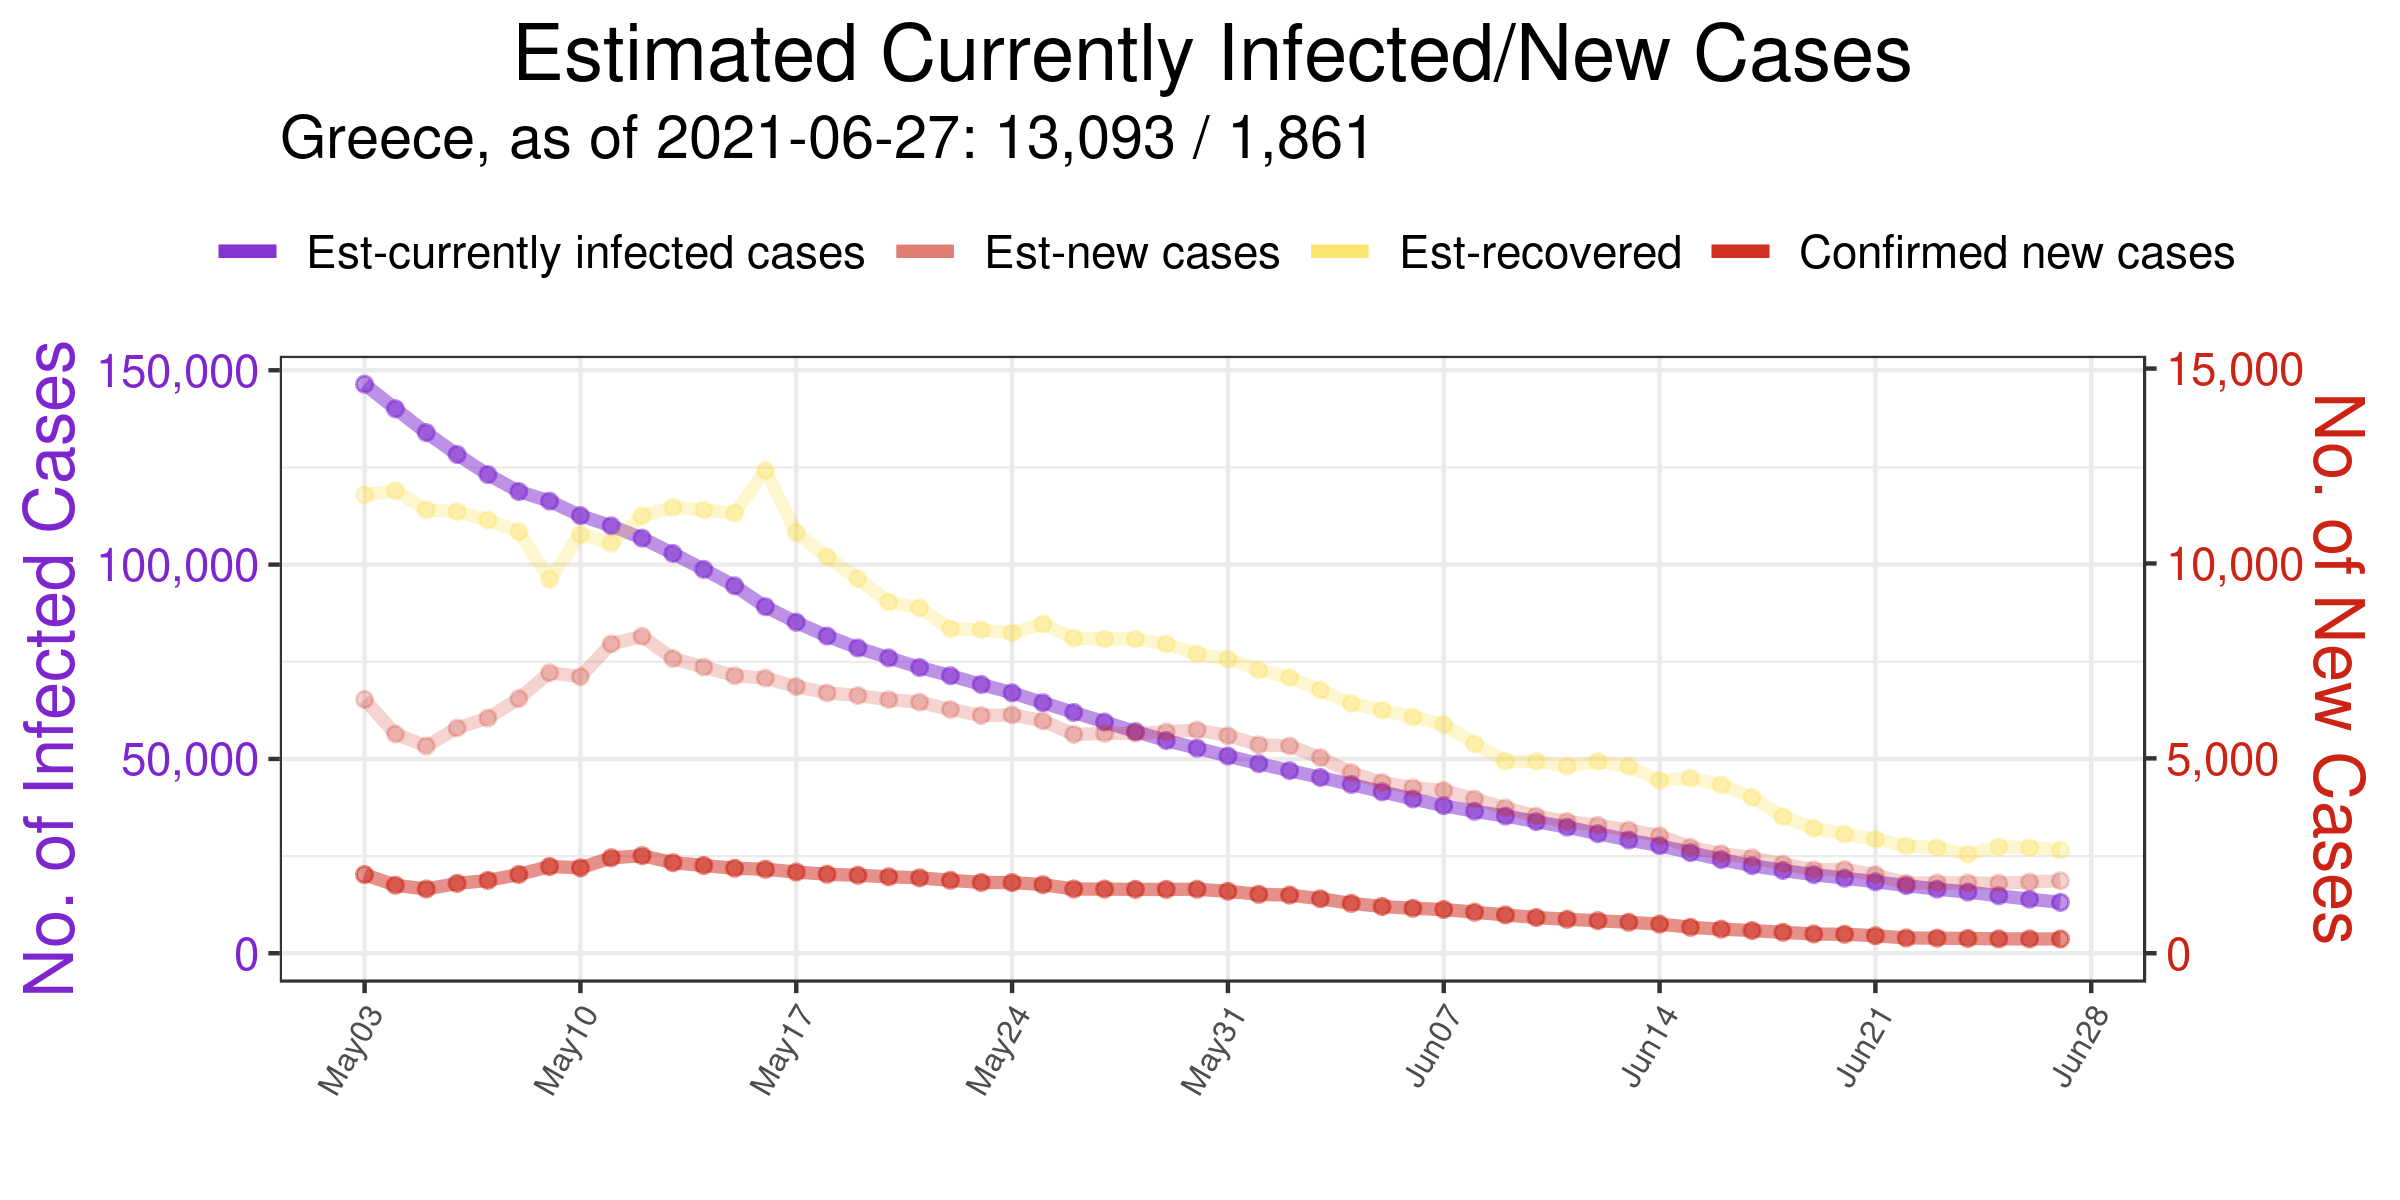 Estimated Currently Infected/New Cases
Greece, as of 2021-06-27: 13,093 / 1,861
Est-currently infected cases Est-new cases Est-recovered Confirmed new cases
No. of Infected Cases
150,000
100,000
50,000
0
15,000
10,000
5,000
0
No. of New Cases
May03 May10 May17 May24 May31 Jun07 Jun14 Jun21 Jun28